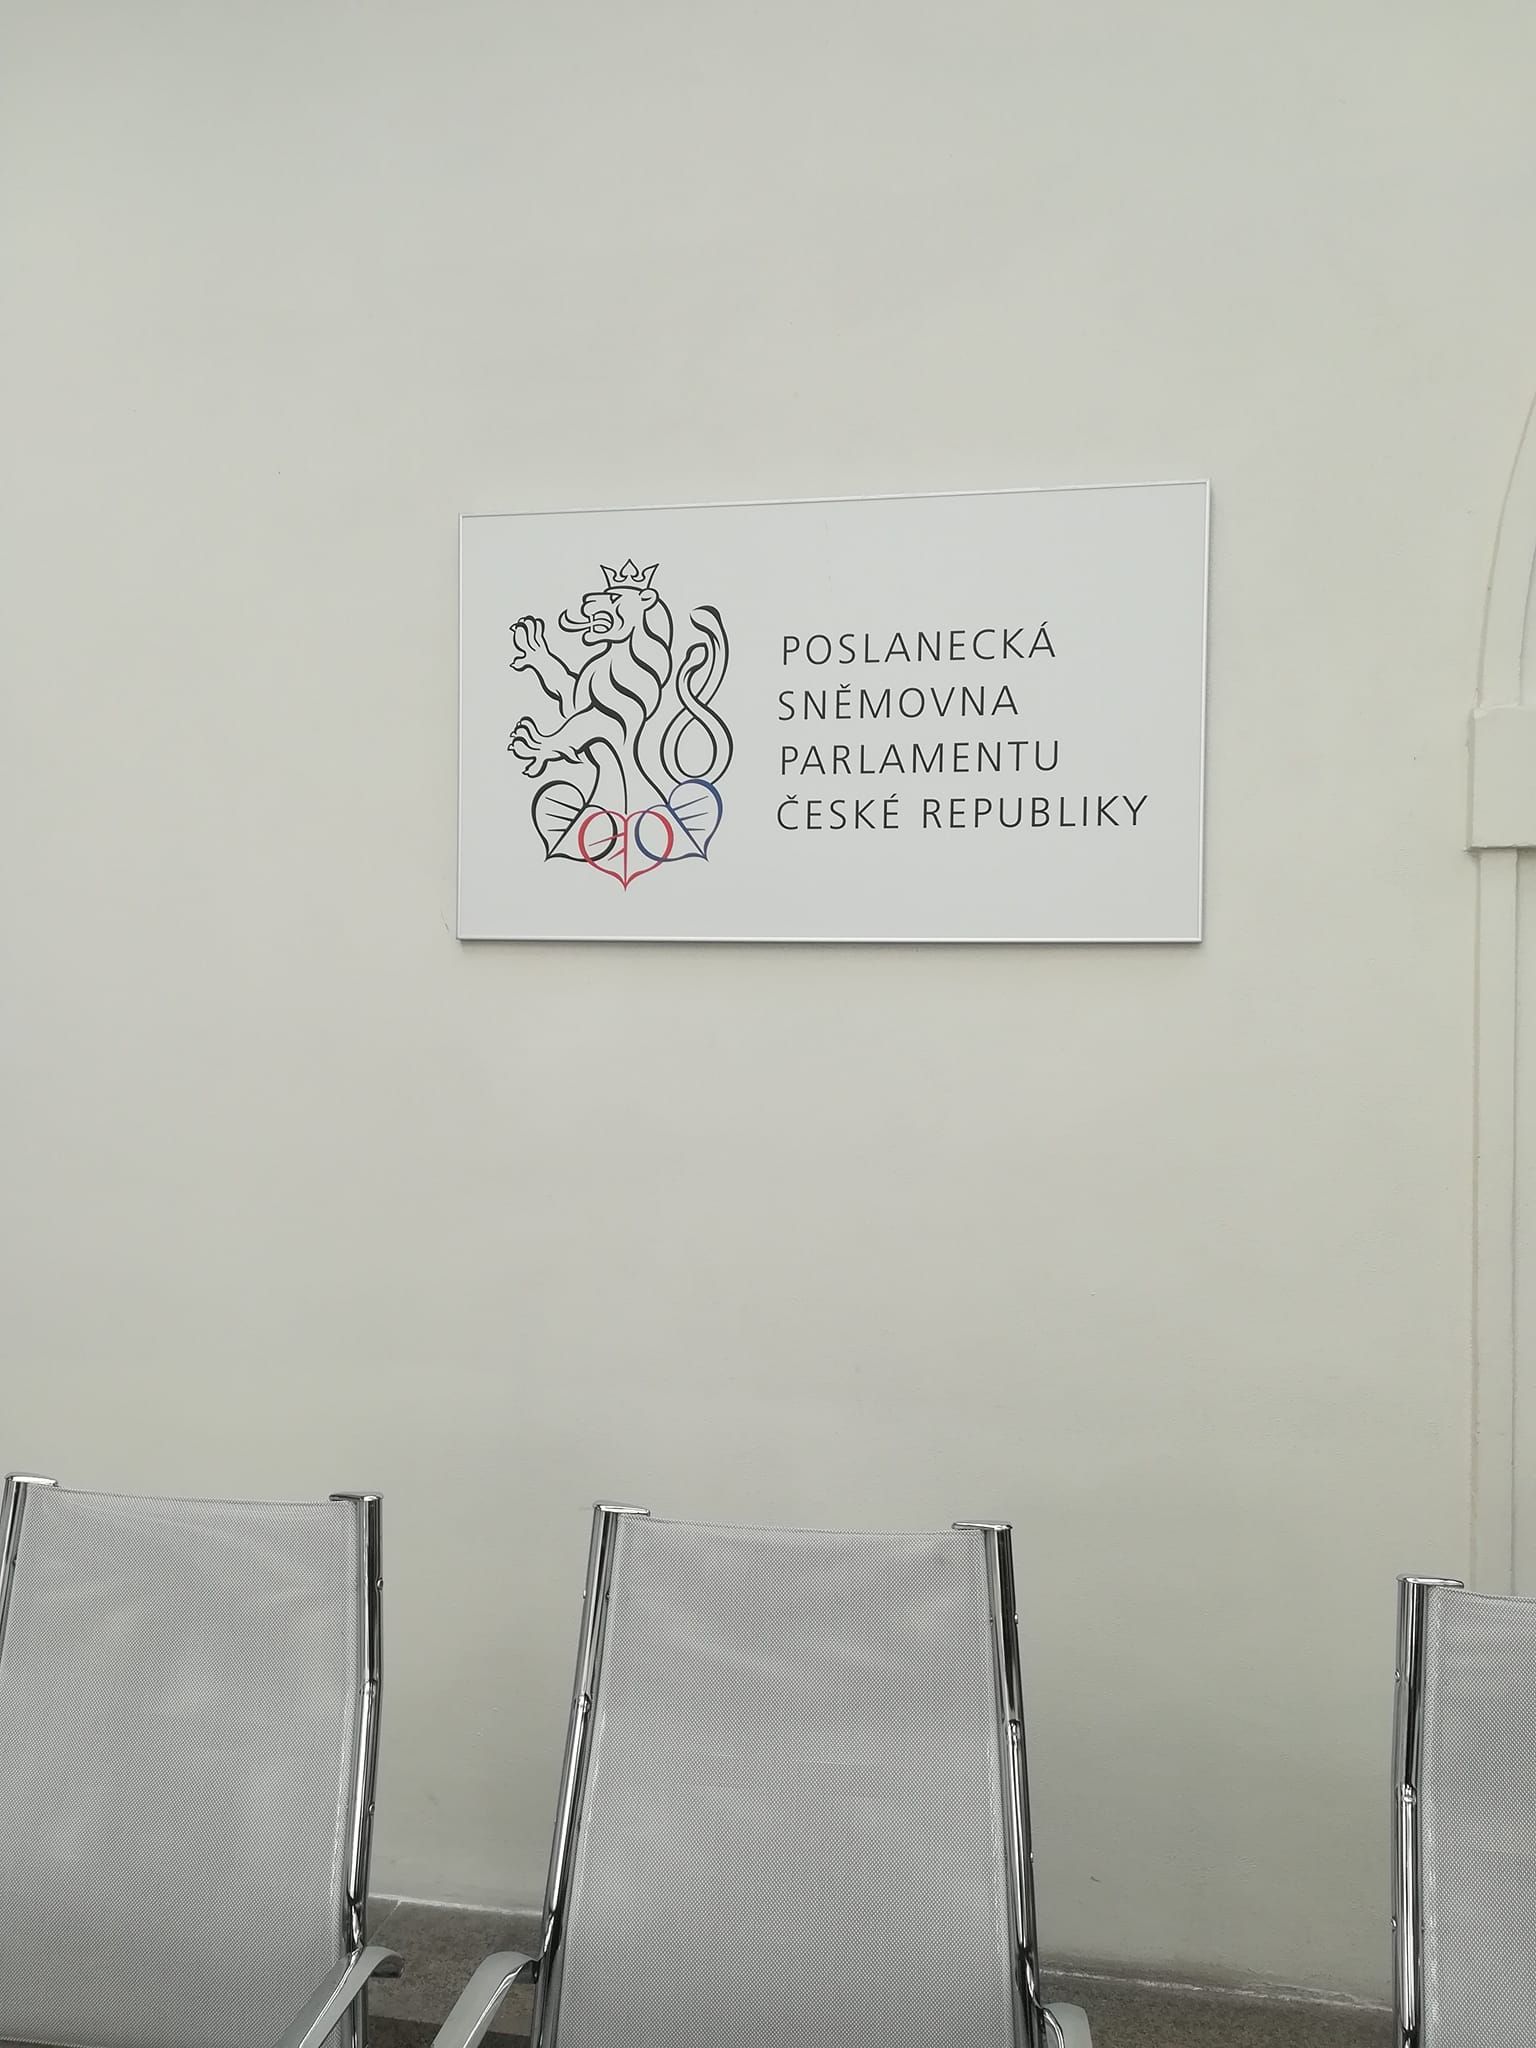 POSLANECKÁ
SNĚMOVNA
PARLAMENTU
ČESKÉ REPUBLIKY